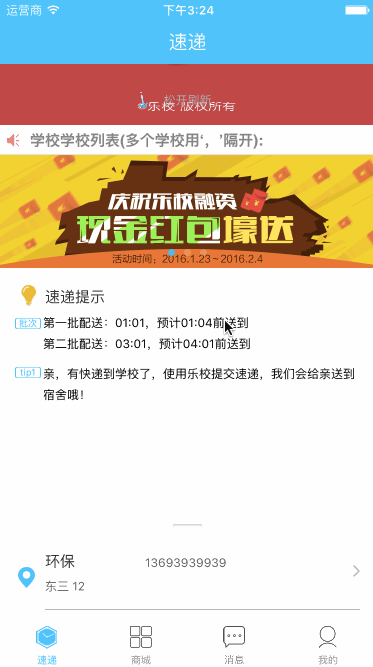 运营商
下午3:24
速递
松开刷新
©乐校 版权所有
学校学校列表(多个学校用‘，’隔开):
庆祝乐校融资
现金红包壕送
活动时间：2016.1.23~2016.2.4
速递提示
批次 第一批配送：01:01，预计01:04前送到
第二批配送：03:01，预计04:01前送到
tip1 亲，有快递到学校了，使用乐校提交速递，我们会给亲送到
宿舍哦！
环保 13693939939
东三 12
速递 商城 消息 我的